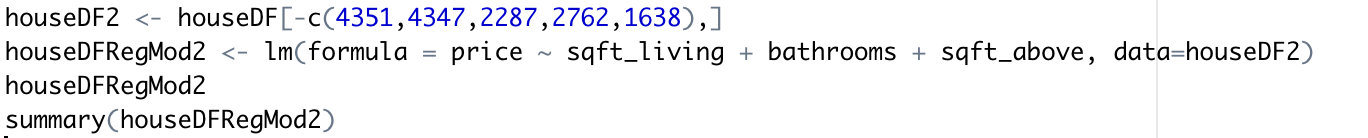 houseDF2 <- houseDF[-c(4351,4347,2287,2762,1638),]
houseDFRegMod2 <- lm(formula = price ~ sqft_living + bathrooms + sqft_above, data=houseDF2)
houseDFRegMod2
summary(houseDFRegMod2)